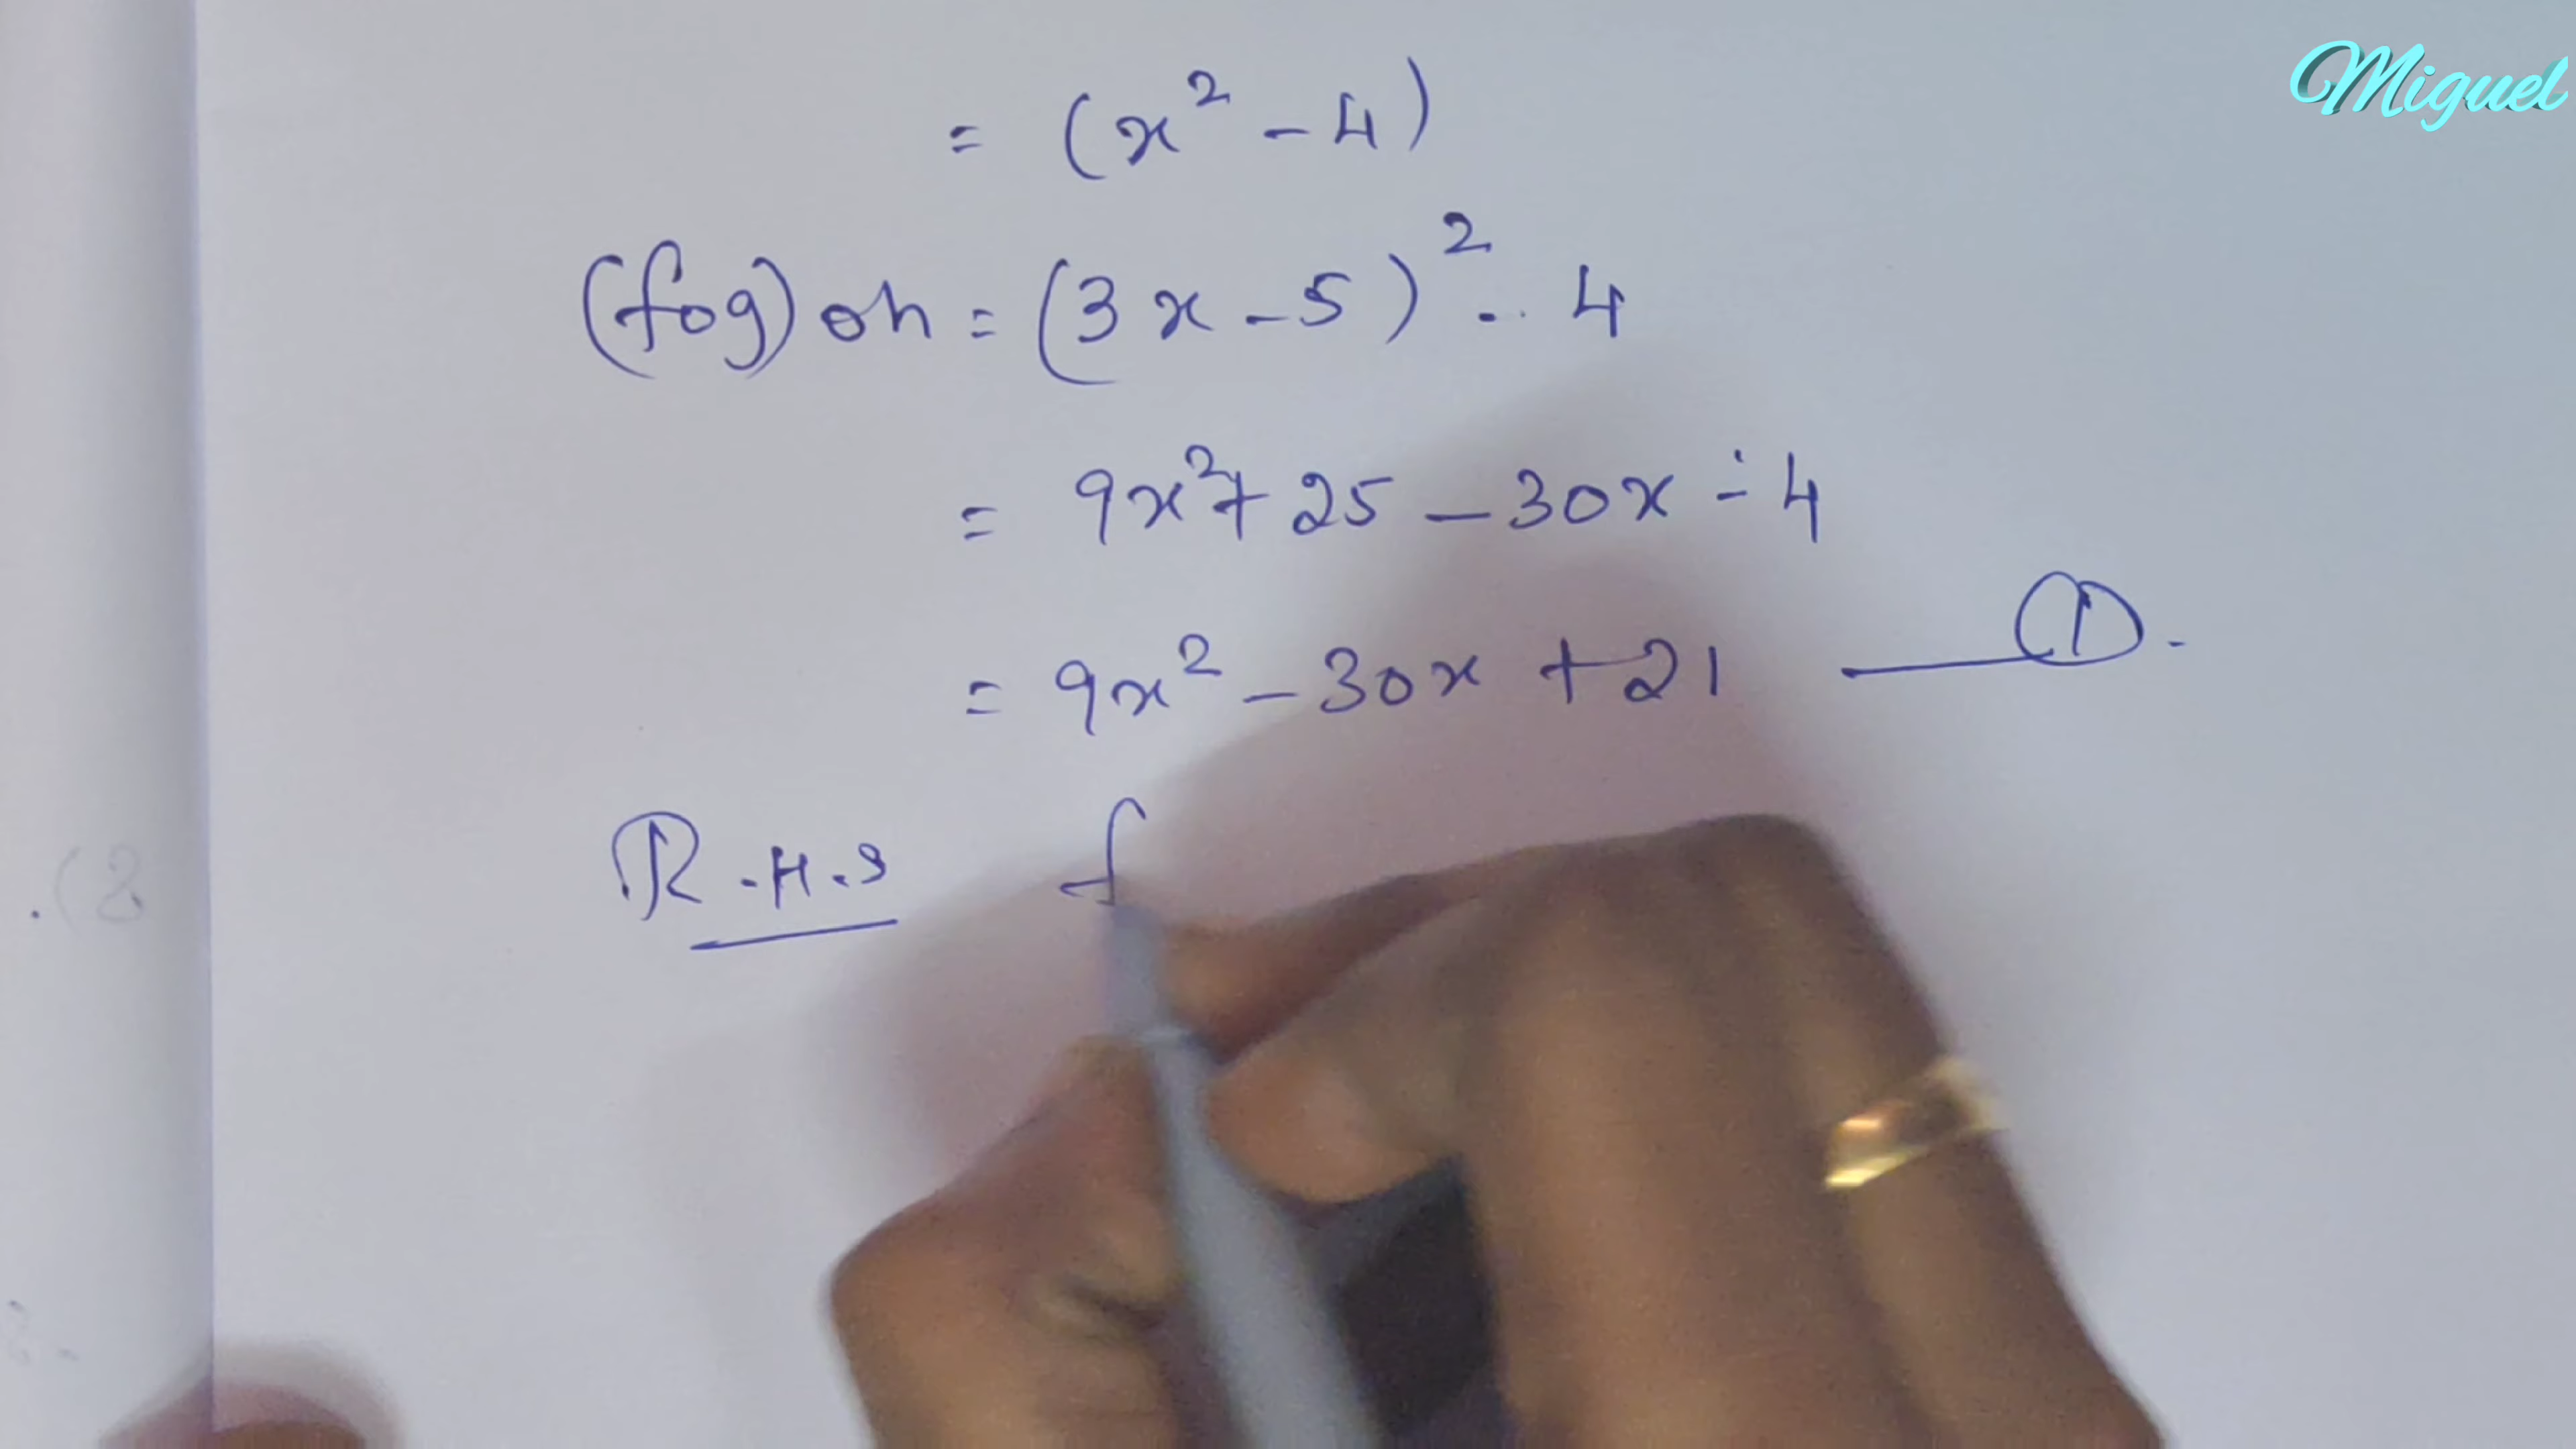 Miguel
= (x² - 4)
(fog) oh = (3x - 5)² - 4
= 9x² + 25 - 30x - 4
= 9x² - 30x + 21 — ①.
R.H.S f